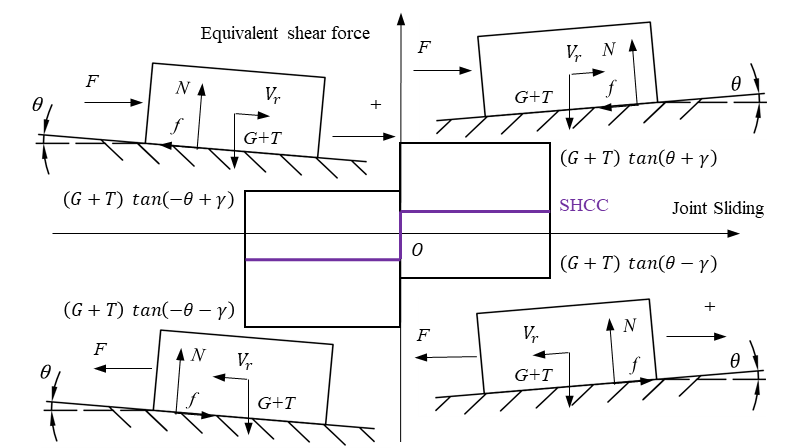 Equivalent shear force
F
θ
N
V_r
f
G+T
+
F
V_r
N
θ
f
G+T
(G + T) tan(−θ + γ)
(G + T) tan(θ + γ)
SHCC
Joint Sliding
O
(G + T) tan(θ − γ)
(G + T) tan(−θ − γ)
F
θ
N
V_r
f
G+T
F
V_r
N
+
θ
f
G+T